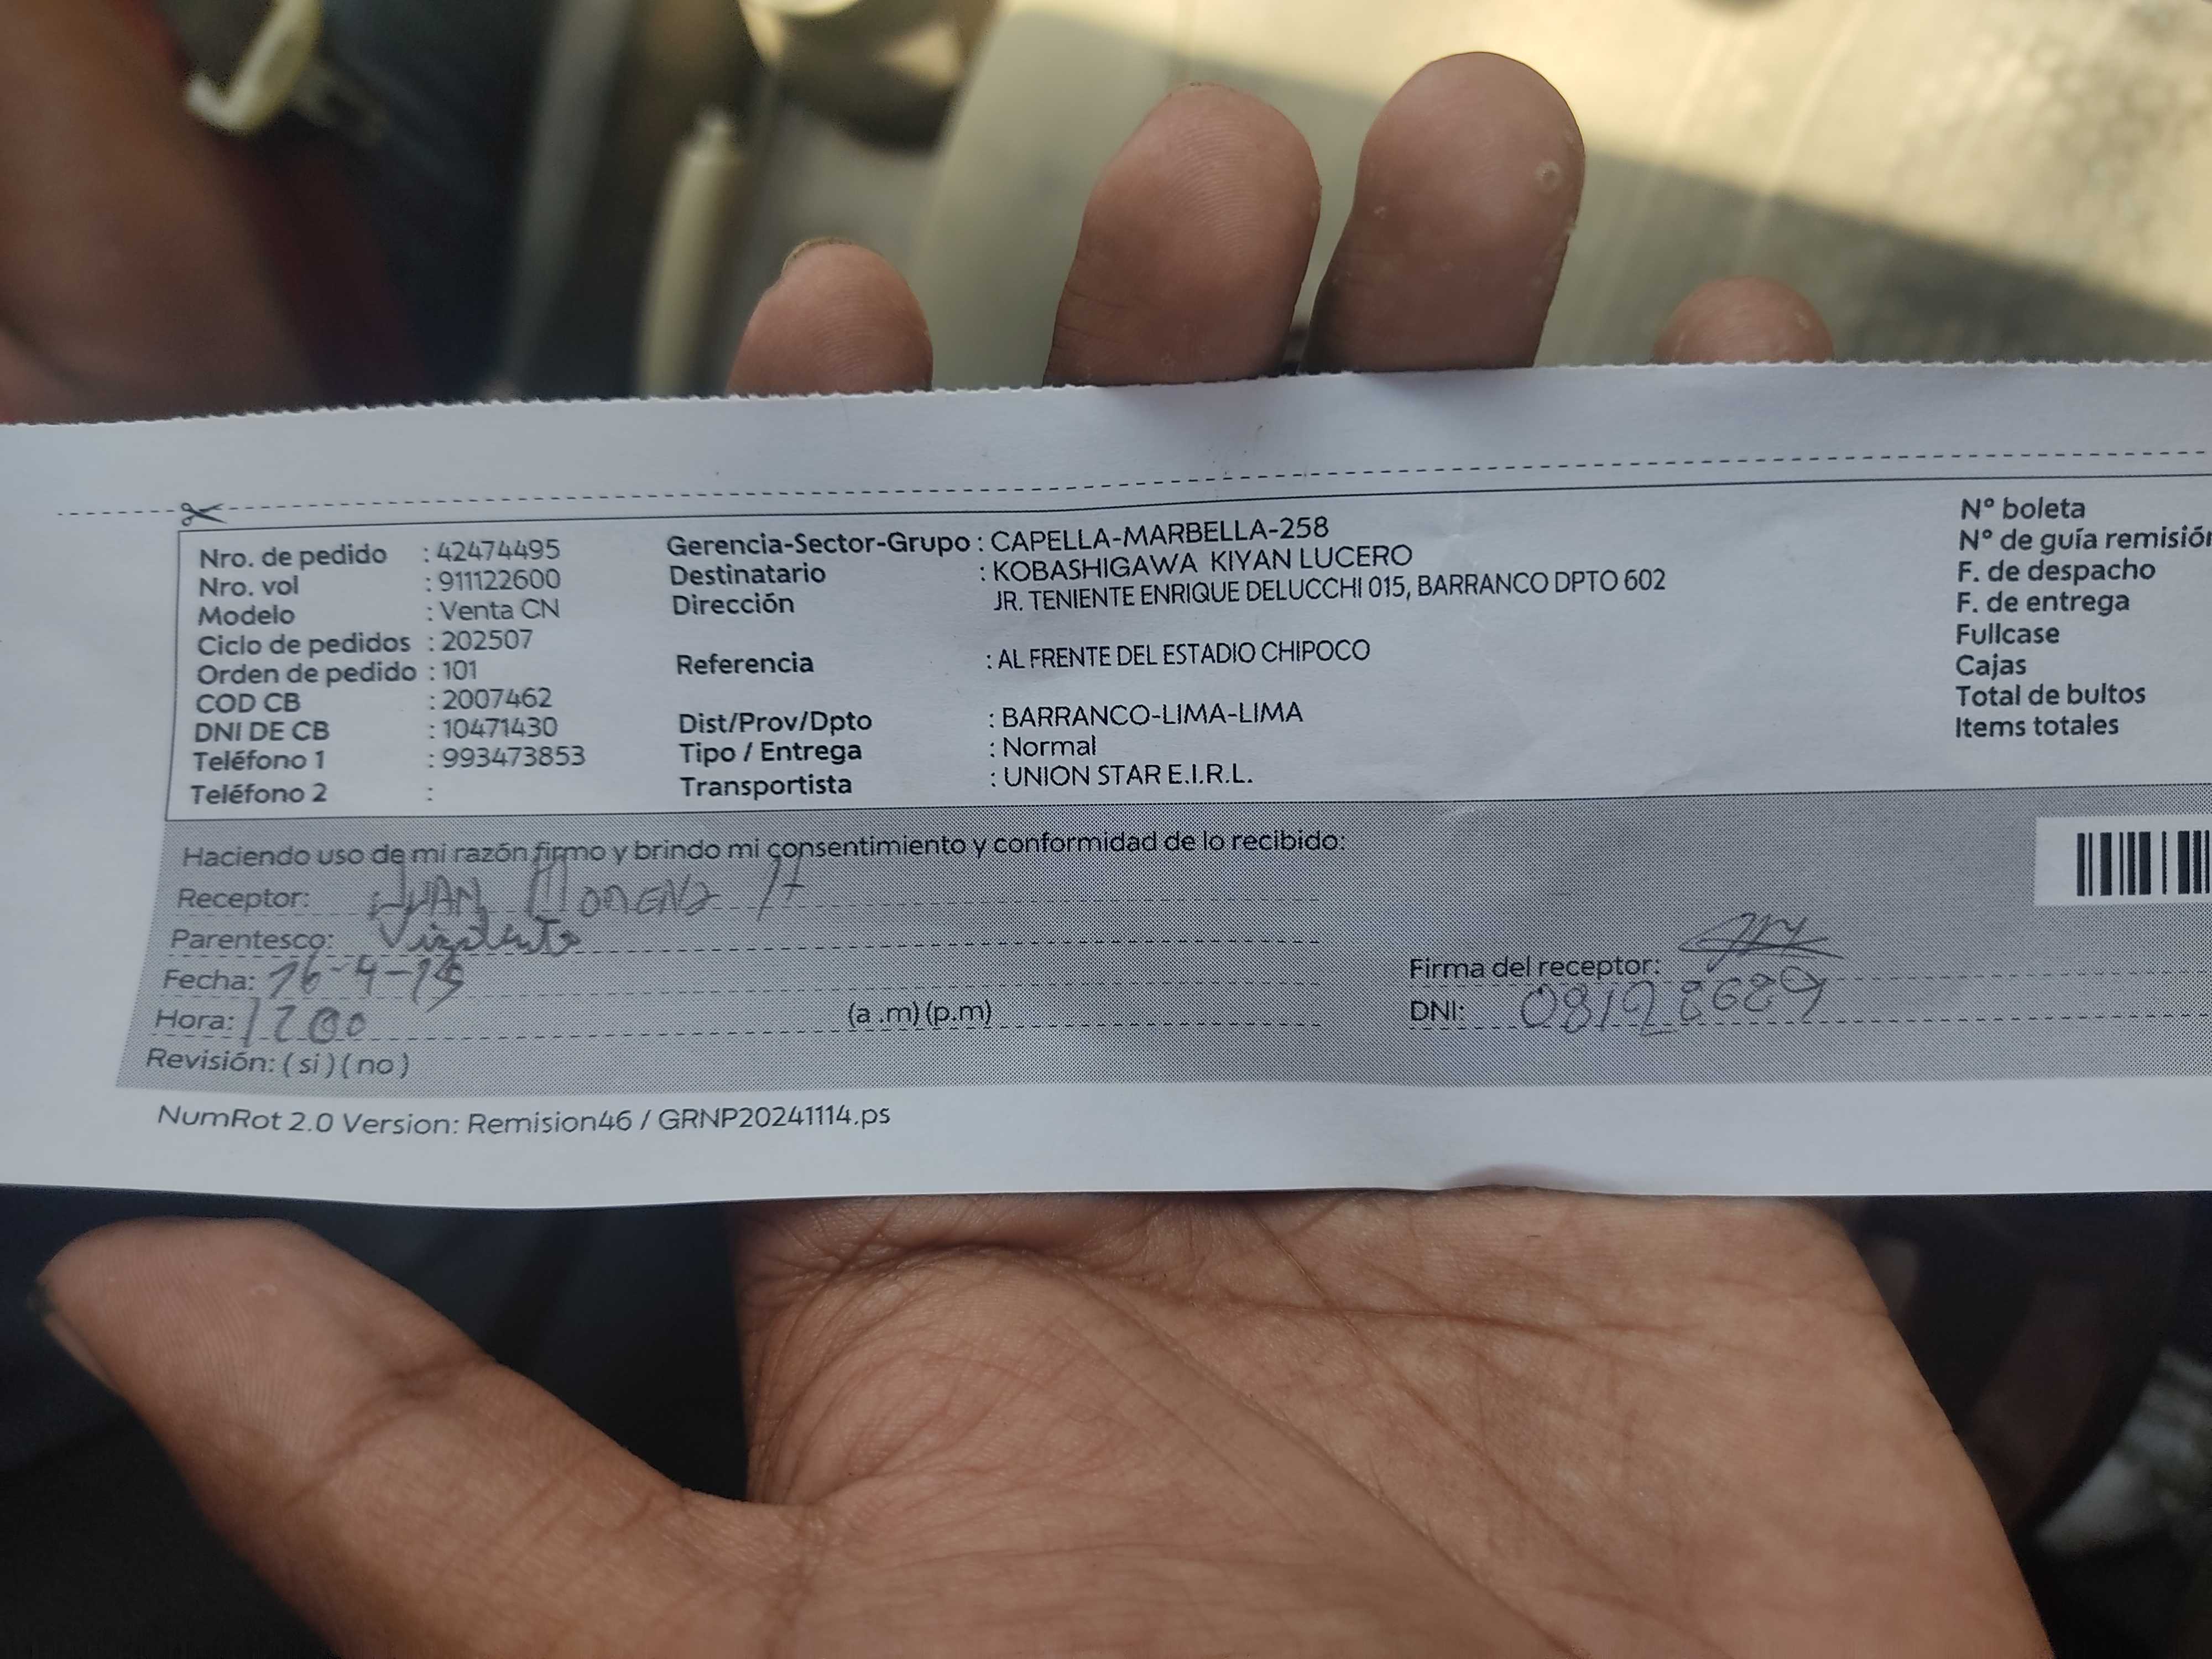 Nro. de pedido : 42474495
Nro. vol : 911122600
Modelo : Venta CN
Ciclo de pedidos : 202507
Orden de pedido : 101
COD CB : 2007462
DNI DE CB : 10471430
Teléfono 1 : 993473853
Teléfono 2 :
Gerencia-Sector-Grupo : CAPELLA-MARBELLA-258
Destinatario : KOBASHIGAWA KIYAN LUCERO
Dirección JR. TENIENTE ENRIQUE DELUCCHI 015, BARRANCO DPTO 602
Referencia : AL FRENTE DEL ESTADIO CHIPOCO
Dist/Prov/Dpto : BARRANCO-LIMA-LIMA
Tipo / Entrega : Normal
Transportista : UNION STAR E.I.R.L.
N° boleta
N° de guía remisión
F. de despacho
F. de entrega
Fullcase
Cajas
Total de bultos
Items totales
Haciendo uso de mi razón firmo y brindo mi consentimiento y conformidad de lo recibido:
Receptor: JUAN
Parentesco:
Fecha: 16-4-
Hora: 1200 (a .m) (p.m)
Revisión: ( si ) ( no )
Firma del receptor:
DNI:
NumRot 2.0 Version: Remision46 / GRNP20241114.ps